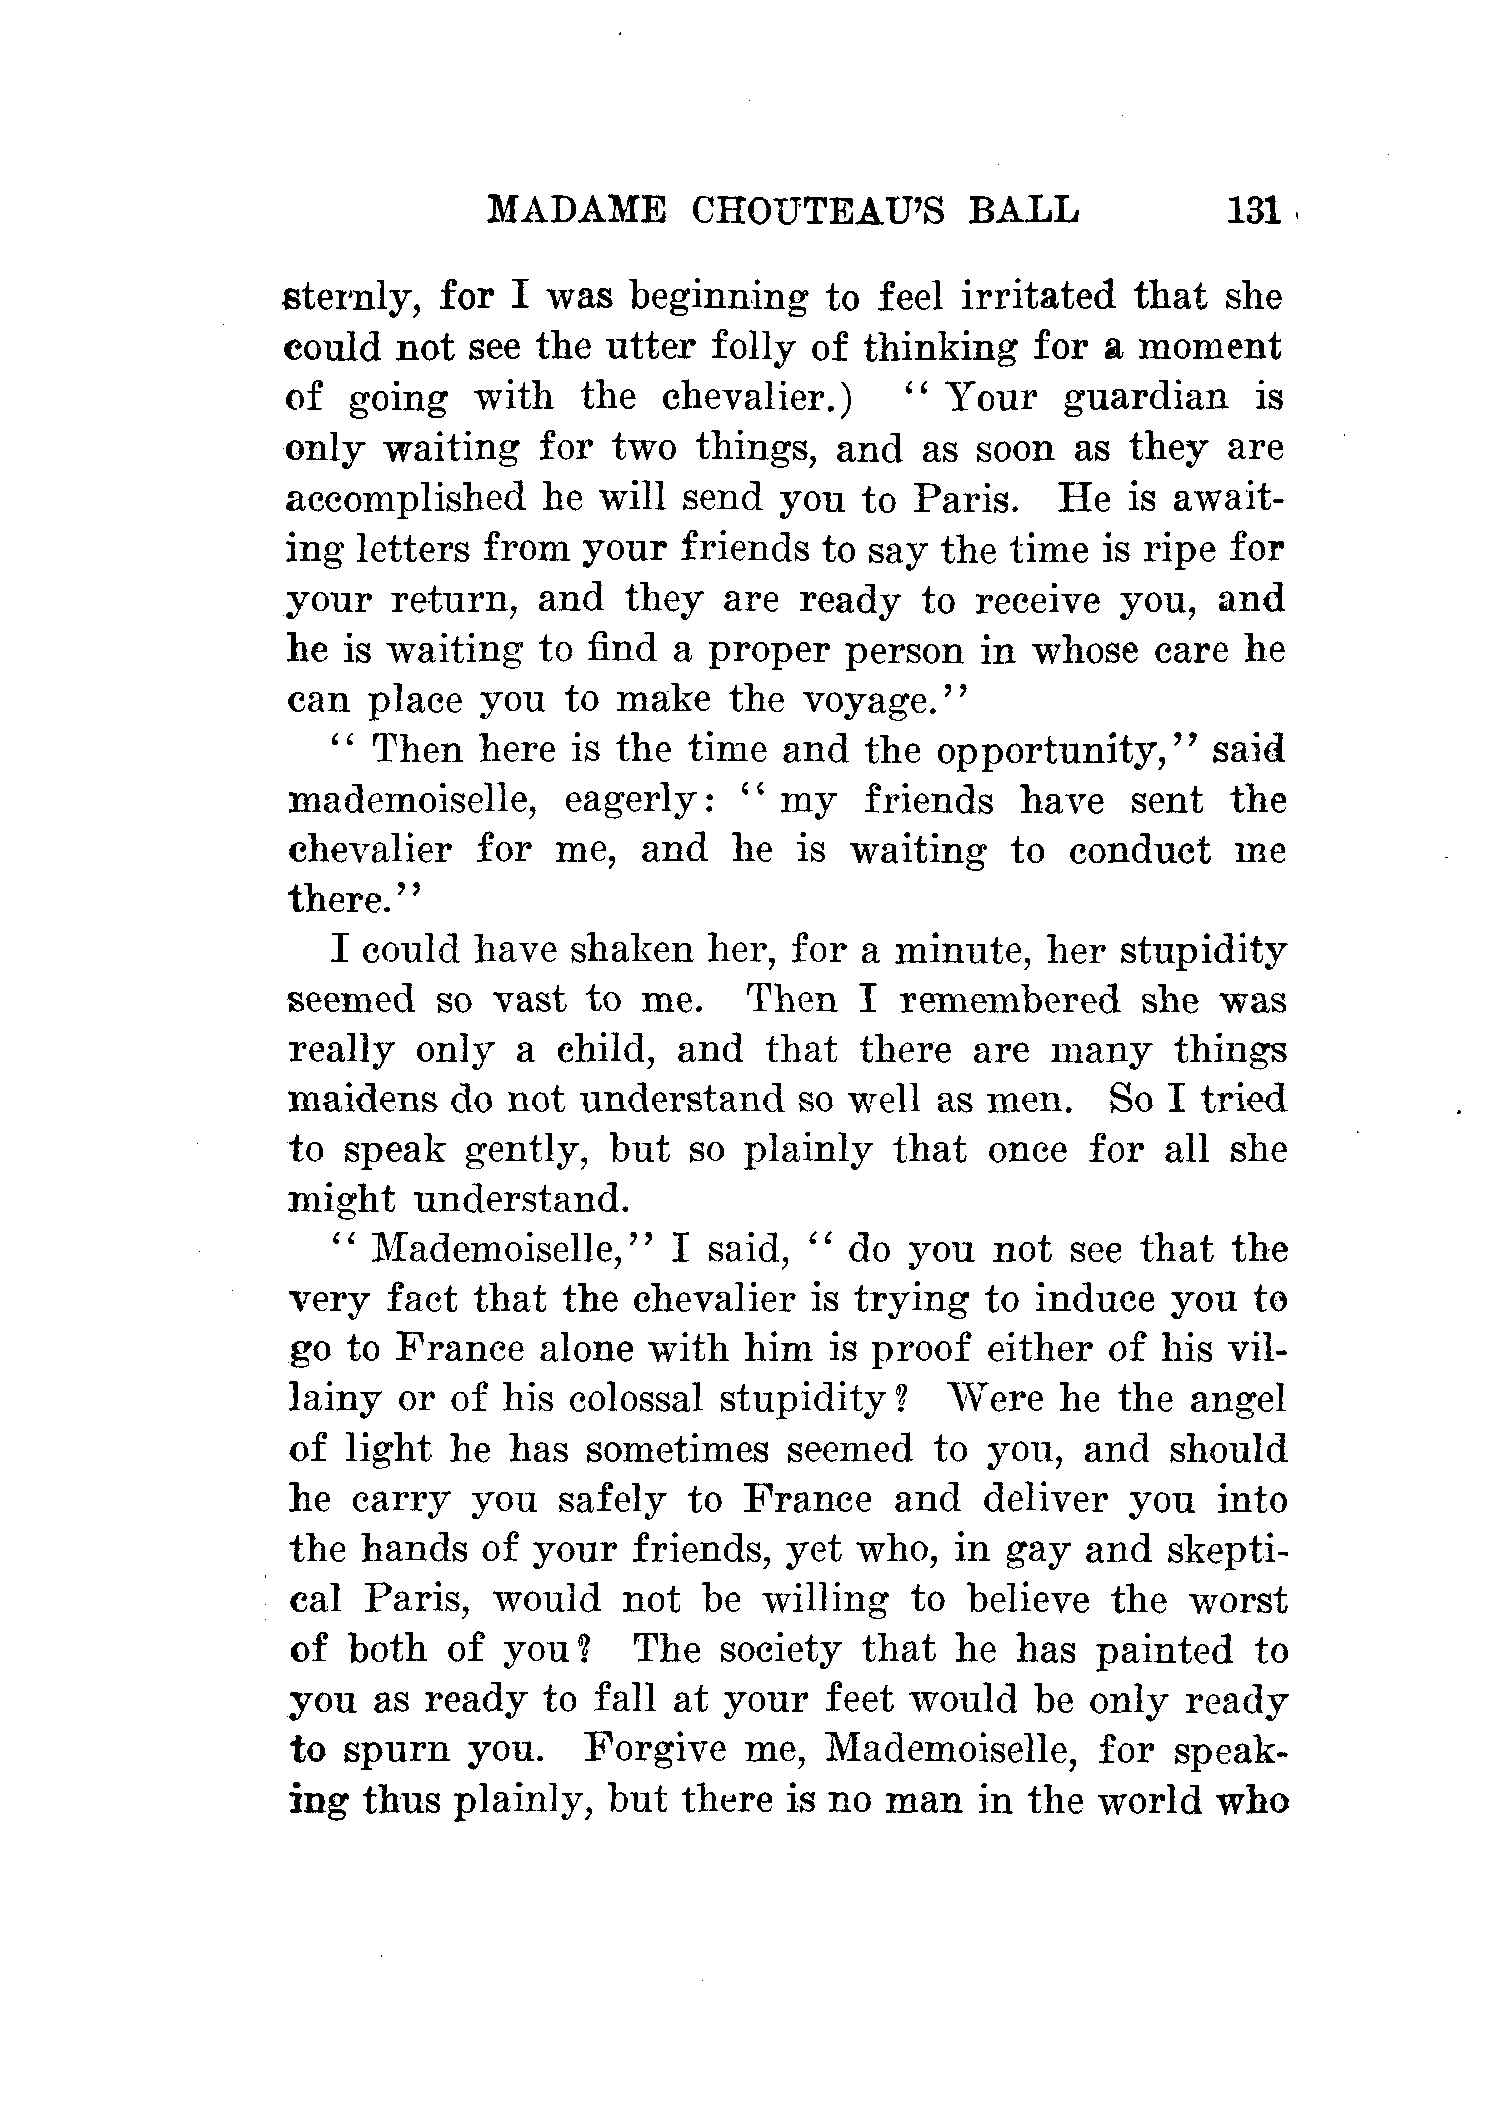 MADAME CHOUTEAU'S BALL 131
sternly, for I was beginning to feel irritated that she
could not see the utter folly of thinking for a moment
of going with the chevalier.) “ Your guardian is
only waiting for two things, and as soon as they are
accomplished he will send you to Paris. He is await-
ing letters from your friends to say the time is ripe for
your return, and they are ready to receive you, and
he is waiting to find a proper person in whose care he
can place you to make the voyage.”
“ Then here is the time and the opportunity,” said
mademoiselle, eagerly: “ my friends have sent the
chevalier for me, and he is waiting to conduct me
there.”
I could have shaken her, for a minute, her stupidity
seemed so vast to me. Then I remembered she was
really only a child, and that there are many things
maidens do not understand so well as men. So I tried
to speak gently, but so plainly that once for all she
might understand.
“ Mademoiselle,” I said, “ do you not see that the
very fact that the chevalier is trying to induce you to
go to France alone with him is proof either of his vil-
lainy or of his colossal stupidity? Were he the angel
of light he has sometimes seemed to you, and should
he carry you safely to France and deliver you into
the hands of your friends, yet who, in gay and skepti-
cal Paris, would not be willing to believe the worst
of both of you? The society that he has painted to
you as ready to fall at your feet would be only ready
to spurn you. Forgive me, Mademoiselle, for speak-
ing thus plainly, but there is no man in the world who